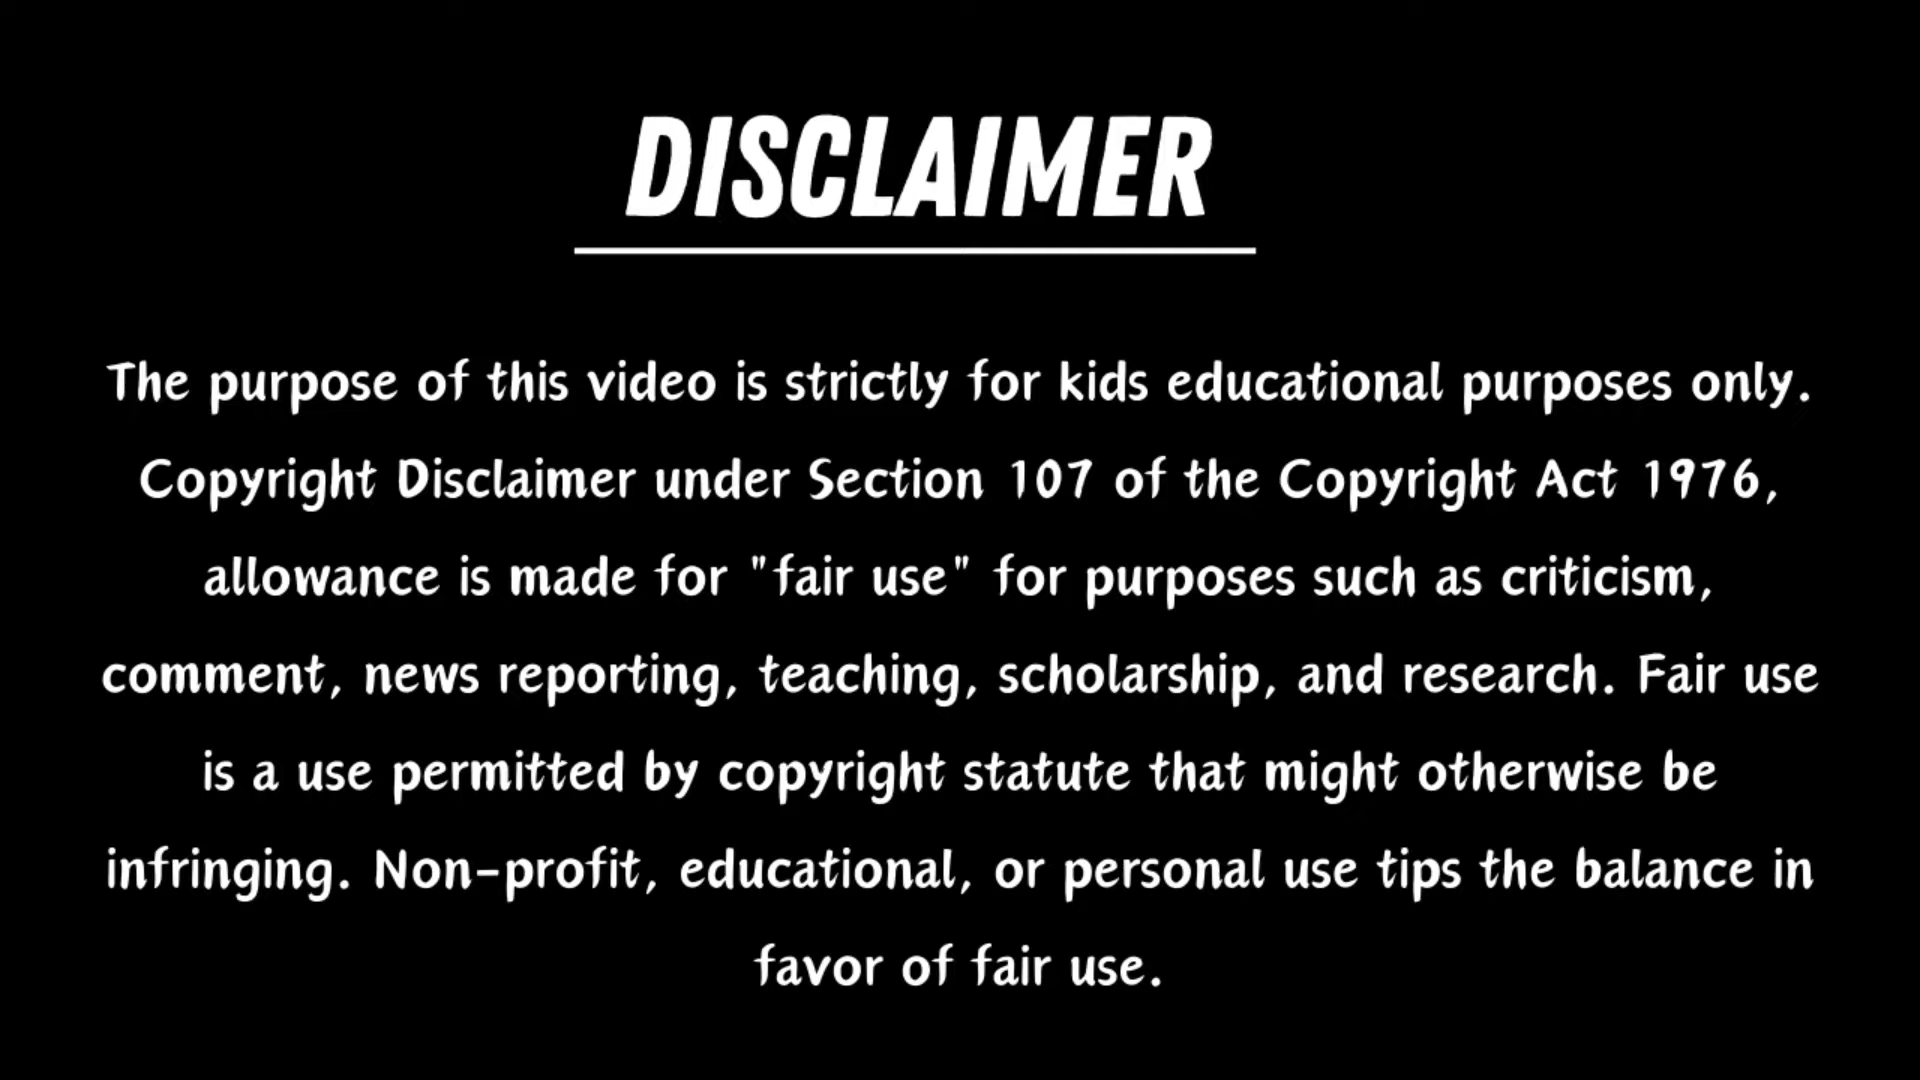 DISCLAIMER
The purpose of this video is strictly for kids educational purposes only.
Copyright Disclaimer under Section 107 of the Copyright Act 1976,
allowance is made for "fair use" for purposes such as criticism,
comment, news reporting, teaching, scholarship, and research. Fair use
is a use permitted by copyright statute that might otherwise be
infringing. Non-profit, educational, or personal use tips the balance in
favor of fair use.